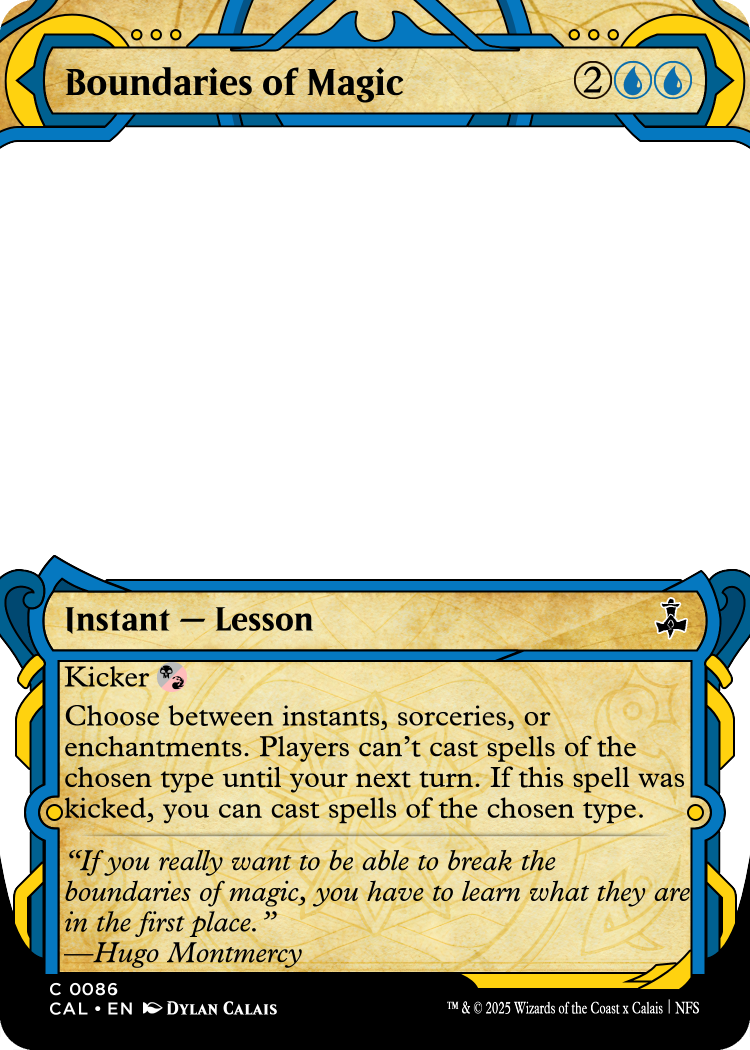 Boundaries of Magic 2
Instant — Lesson
Kicker
Choose between instants, sorceries, or
enchantments. Players can’t cast spells of the
chosen type until your next turn. If this spell was
kicked, you can cast spells of the chosen type.
“If you really want to be able to break the
boundaries of magic, you have to learn what they are
in the first place.”
—Hugo Montmercy
C 0086
CAL • EN Dylan Calais
™ & © 2025 Wizards of the Coast x Calais | NFS